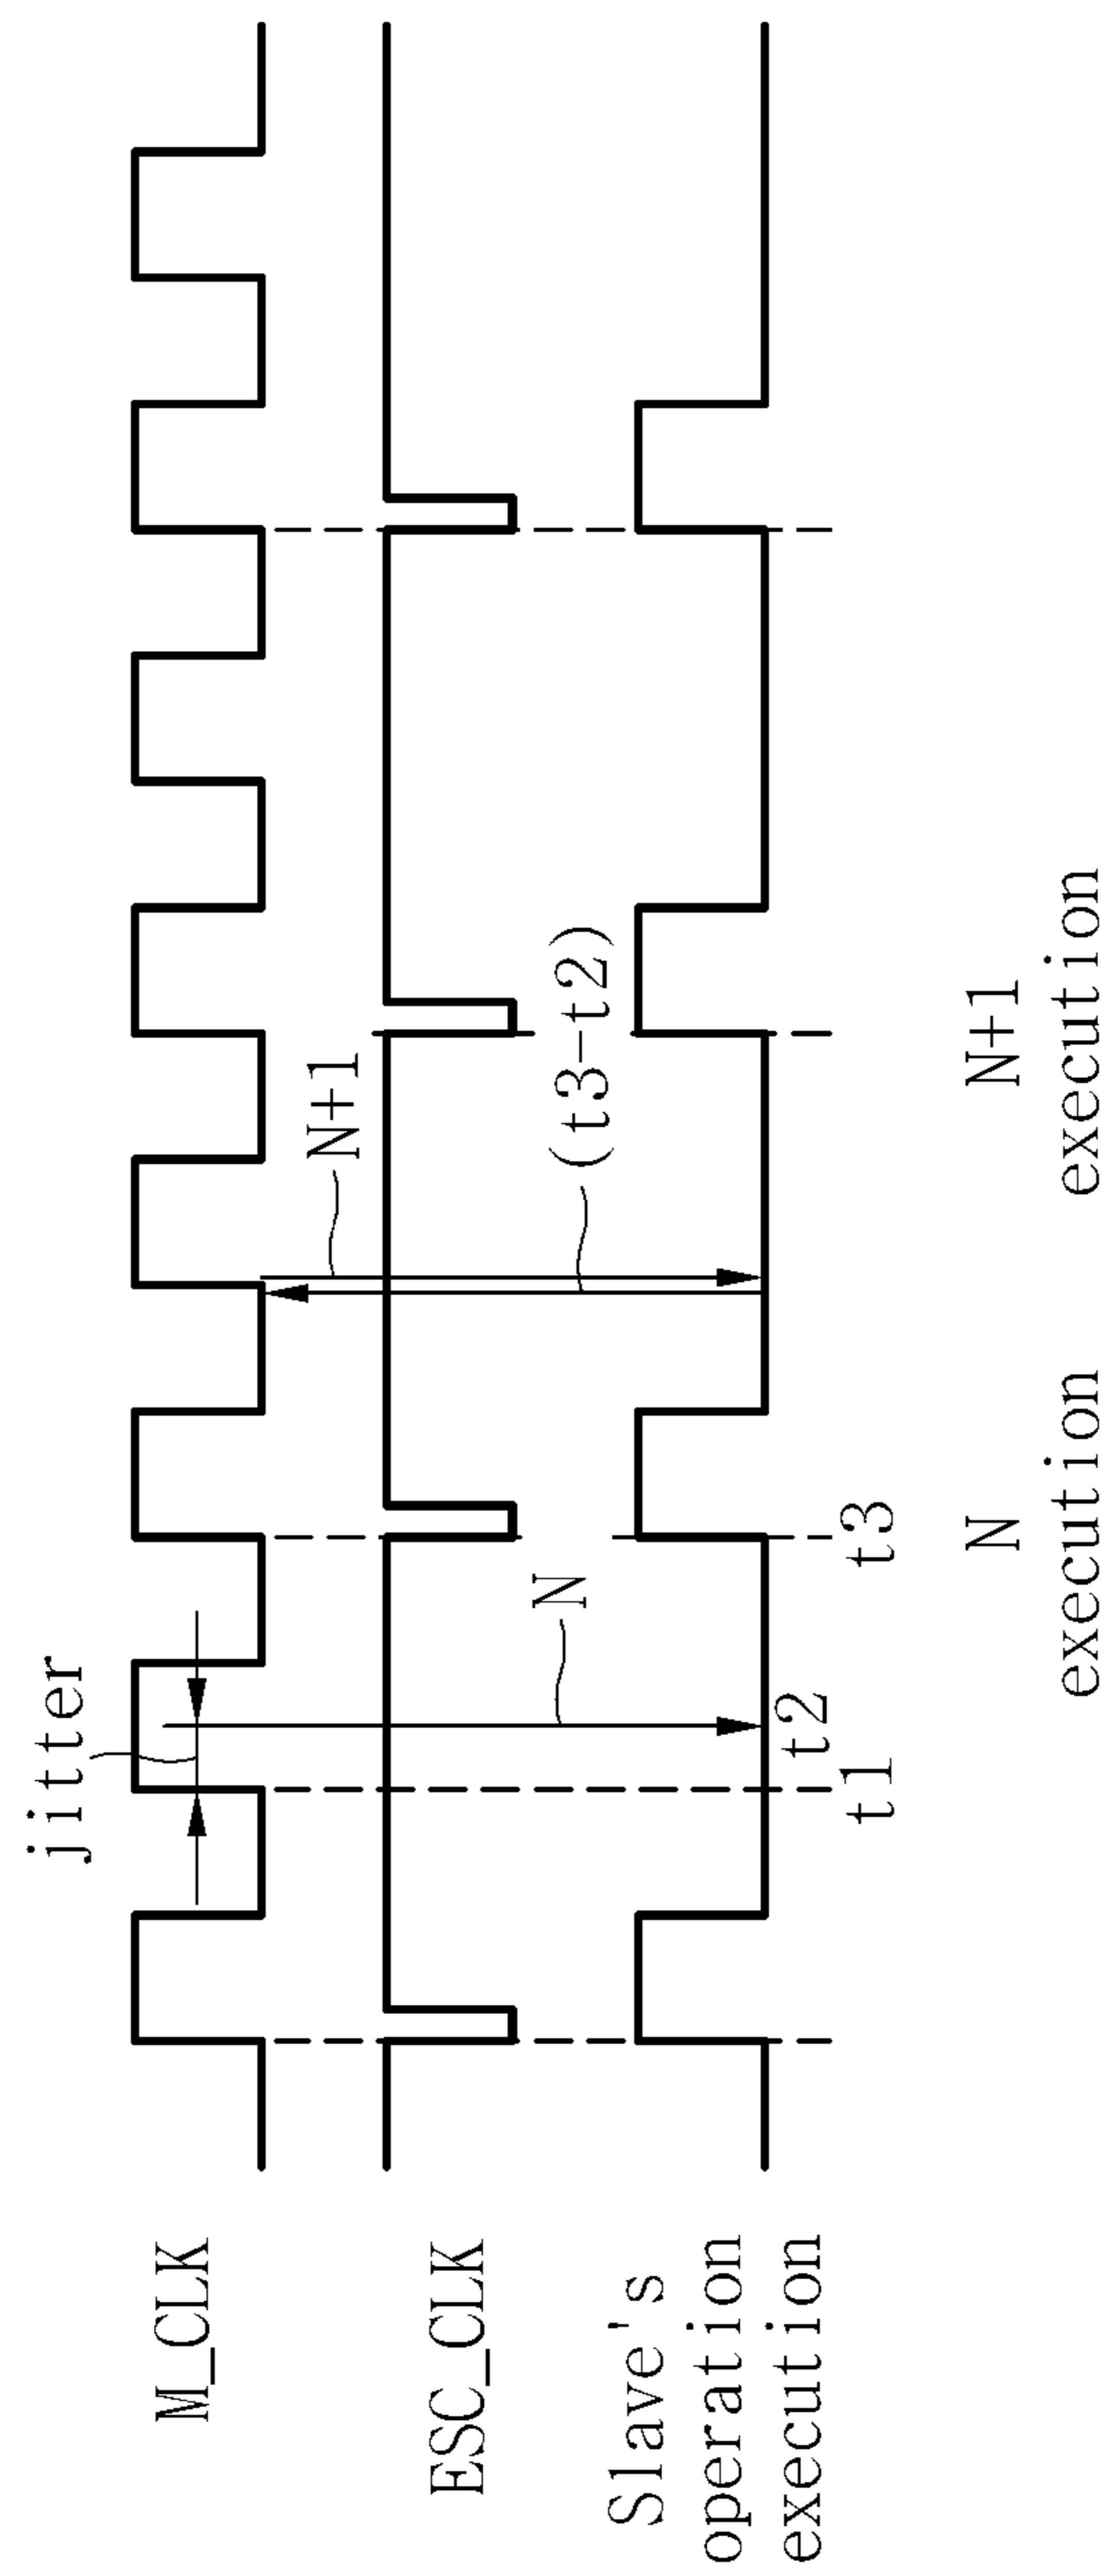 jitter
M_CLK
N+1
ESC_CLK
N
(t3-t2)
Slave's
operation
execution
t2
t1
t3
N
execution
N+1
execution